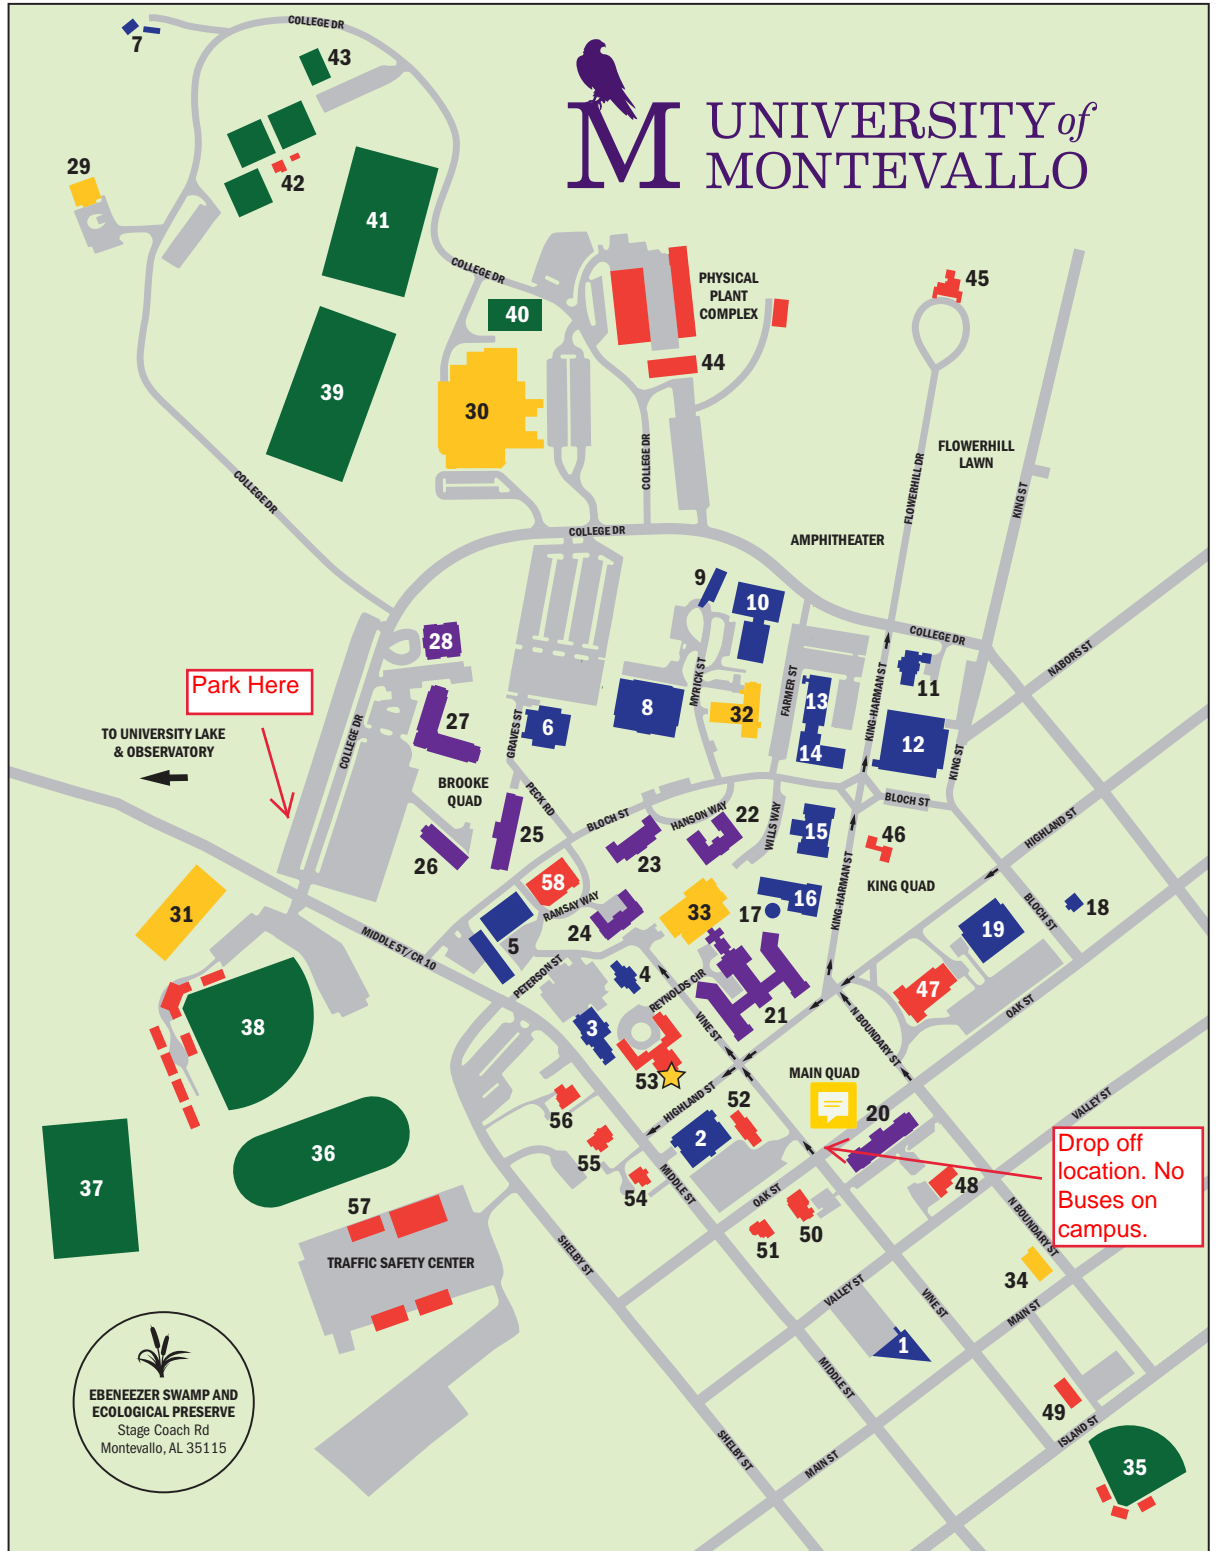 COLLEGE DR
7
43
UNIVERSITY of
MONTEVALLO
M
29
42
41
COLLEGE DR
PHYSICAL
PLANT
COMPLEX
45
40
44
39
30
FLOWERHILL
LAWN
COLLEGE DR
COLLEGE DR
FLOWERHILL DR
KING ST
COLLEGE DR
AMPHITHEATER
9
10
COLLEGE DR
NABORS ST
28
11
Park Here
MYRICK ST
FARMER ST
KING-HARMAN ST
13
8
32
27
6
GRAVES ST
TO UNIVERSITY LAKE
& OBSERVATORY
COLLEGE DR
12
14
KING ST
BROOKE
QUAD
PECK RD
BLOCH ST
BLOCH ST
HANSON WAY
22
WILLS WAY
25
15
46
HIGHLAND ST
23
26
58
KING QUAD
KING-HARMAN ST
RAMSAY WAY
16
33
17
31
24
18
BLOCH ST
19
5
MIDDLE ST/ CR 10
PETERSON ST
4
REYNOLDS CIR
47
OAK ST
21
38
3
VINE ST
N BOUNDARY ST
MAIN QUAD
53
HIGHLAND ST
52
20
VALLEY ST
56
2
Drop off
location. No
Buses on
campus.
36
55
37
54
MIDDLE ST
OAK ST
48
57
50
51
N BOUNDARY ST
TRAFFIC SAFETY CENTER
SHELBY ST
34
VALLEY ST
VINE ST
MAIN ST
1
MIDDLE ST
EBENEEZER SWAMP AND
ECOLOGICAL PRESERVE
Stage Coach Rd
Montevallo, AL 35115
49
ISLAND ST
SHELBY ST
MAIN ST
35